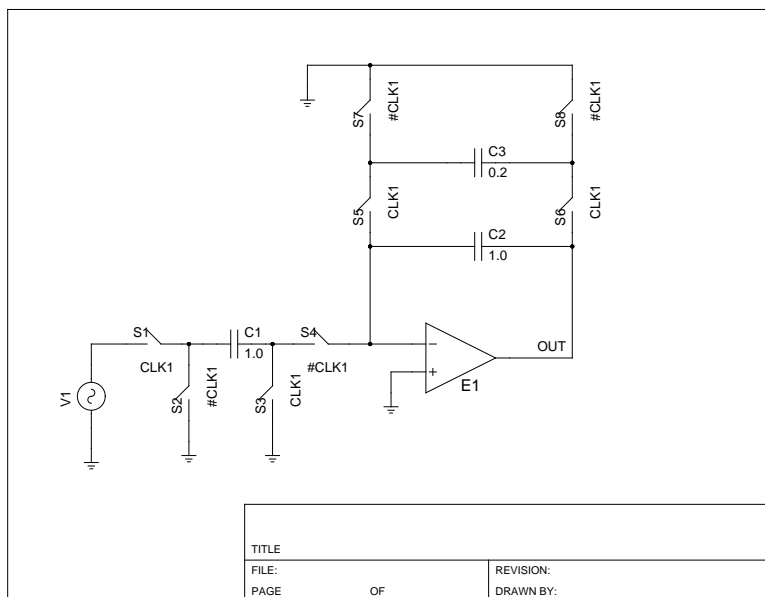 S7
#CLK1
S8
#CLK1
C3
0.2
S5
CLK1
S6
CLK1
C2
1.0
S1
CLK1
C1
1.0
S4
#CLK1
OUT
V1
S2
#CLK1
S3
CLK1
E1
TITLE
FILE:
REVISION:
PAGE OF
DRAWN BY: